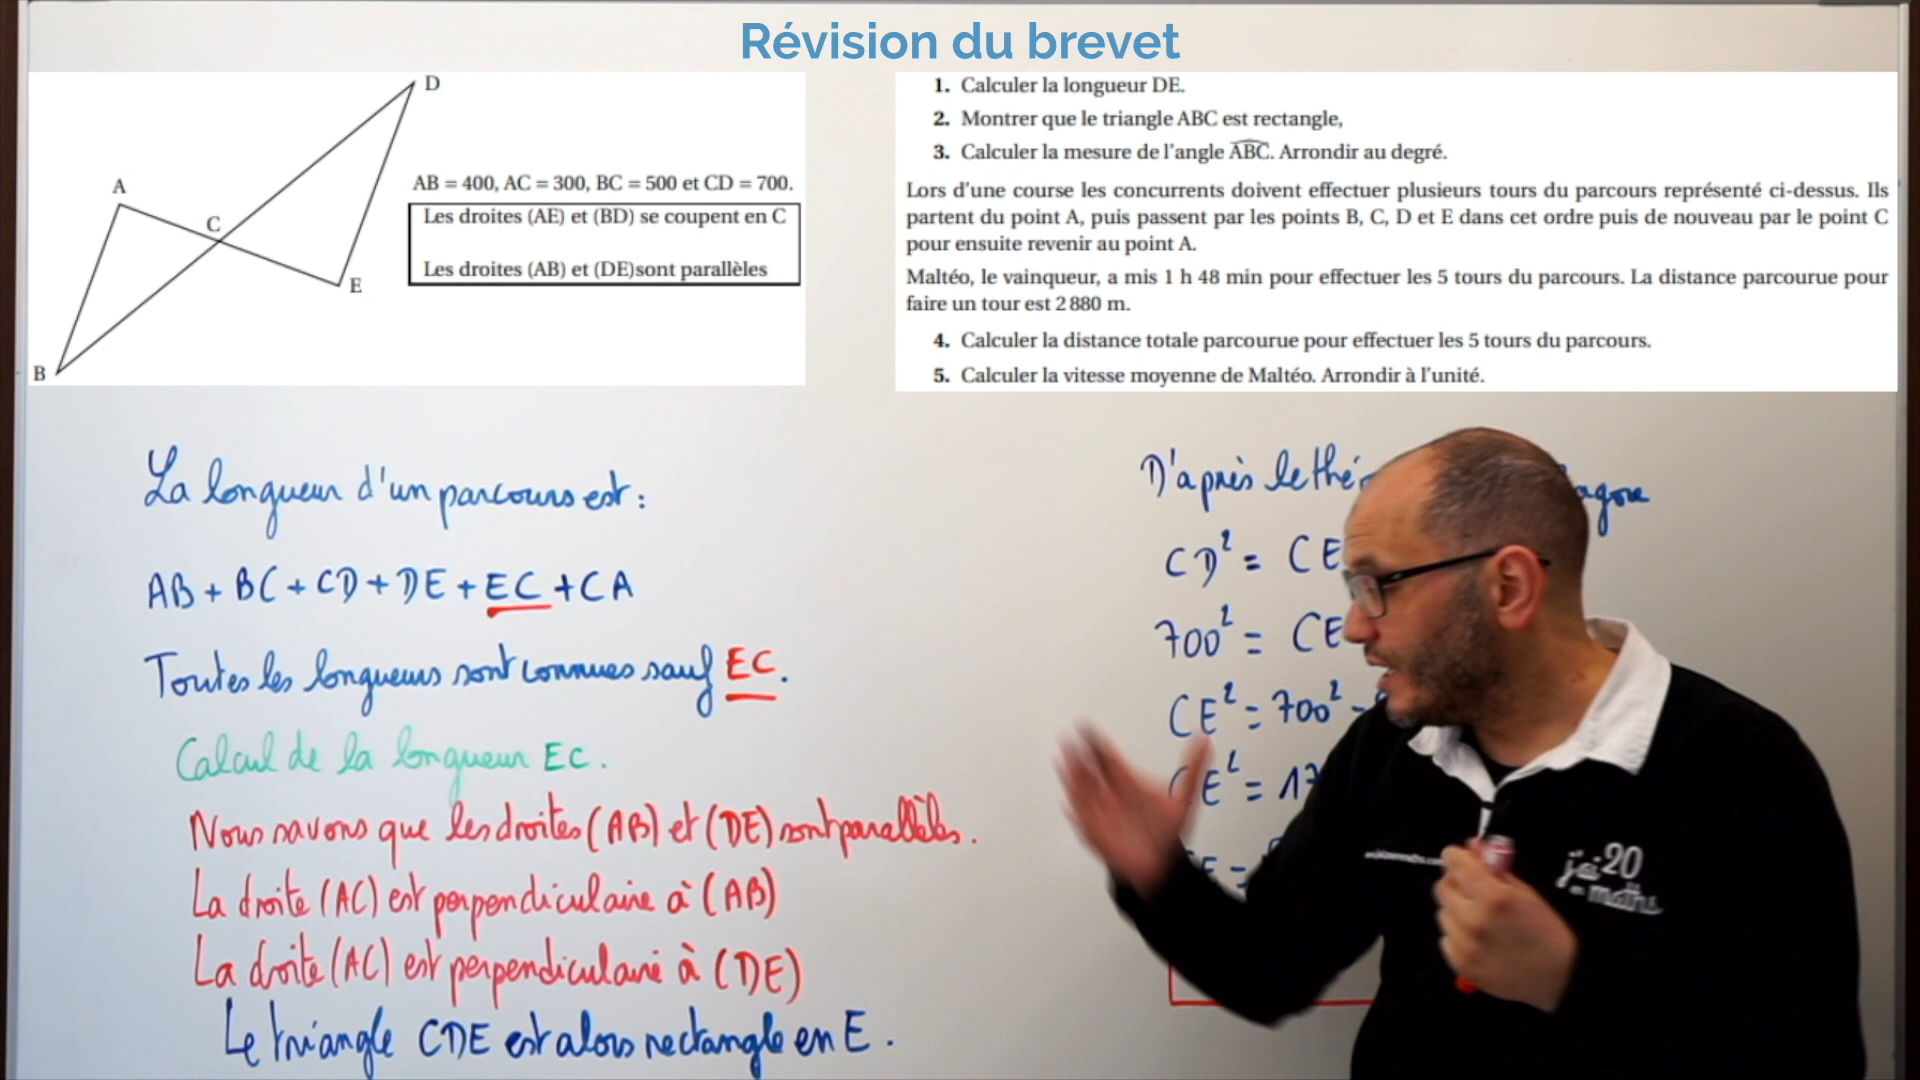 Révision du brevet
D
A
C
E
B
AB = 400, AC = 300, BC = 500 et CD = 700.
Les droites (AE) et (BD) se coupent en C
Les droites (AB) et (DE)sont parallèles
1. Calculer la longueur DE.
2. Montrer que le triangle ABC est rectangle,
3. Calculer la mesure de l'angle ABC. Arrondir au degré.
Lors d'une course les concurrents doivent effectuer plusieurs tours du parcours représenté ci-dessus. Ils
partent du point A, puis passent par les points B, C, D et E dans cet ordre puis de nouveau par le point C
pour ensuite revenir au point A.
Maltéo, le vainqueur, a mis 1 h 48 min pour effectuer les 5 tours du parcours. La distance parcourue pour
faire un tour est 2 880 m.
4. Calculer la distance totale parcourue pour effectuer les 5 tours du parcours.
5. Calculer la vitesse moyenne de Maltéo. Arrondir à l'unité.
La longueur d'un parcours est :
AB + BC + CD + DE + EC + CA
Toutes les longueurs sont connues sauf EC.
Calcul de la longueur EC.
Nous savons que les droites (AB) et (DE) sont parallèles.
La droite (AC) est perpendiculaire à (AB)
La droite (AC) est perpendiculaire à (DE)
Le triangle CDE est alors rectangle en E.
D'après le
CD² = CE
700² = CE
CE² = 700² -
E² = 17
E =
j'ai 20
en maths